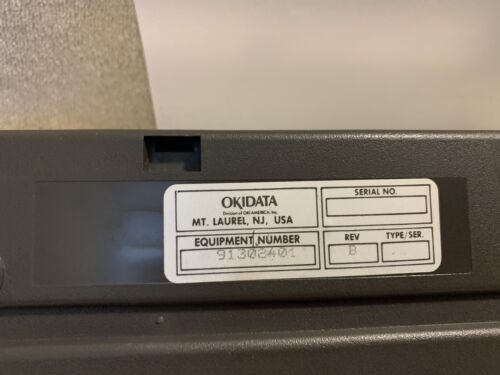 OKIDATA
Division of OKI AMERICA, Inc.
MT. LAUREL, NJ, USA
SERIAL NO.
EQUIPMENT NUMBER
91302401
REV
B
TYPE/SER.